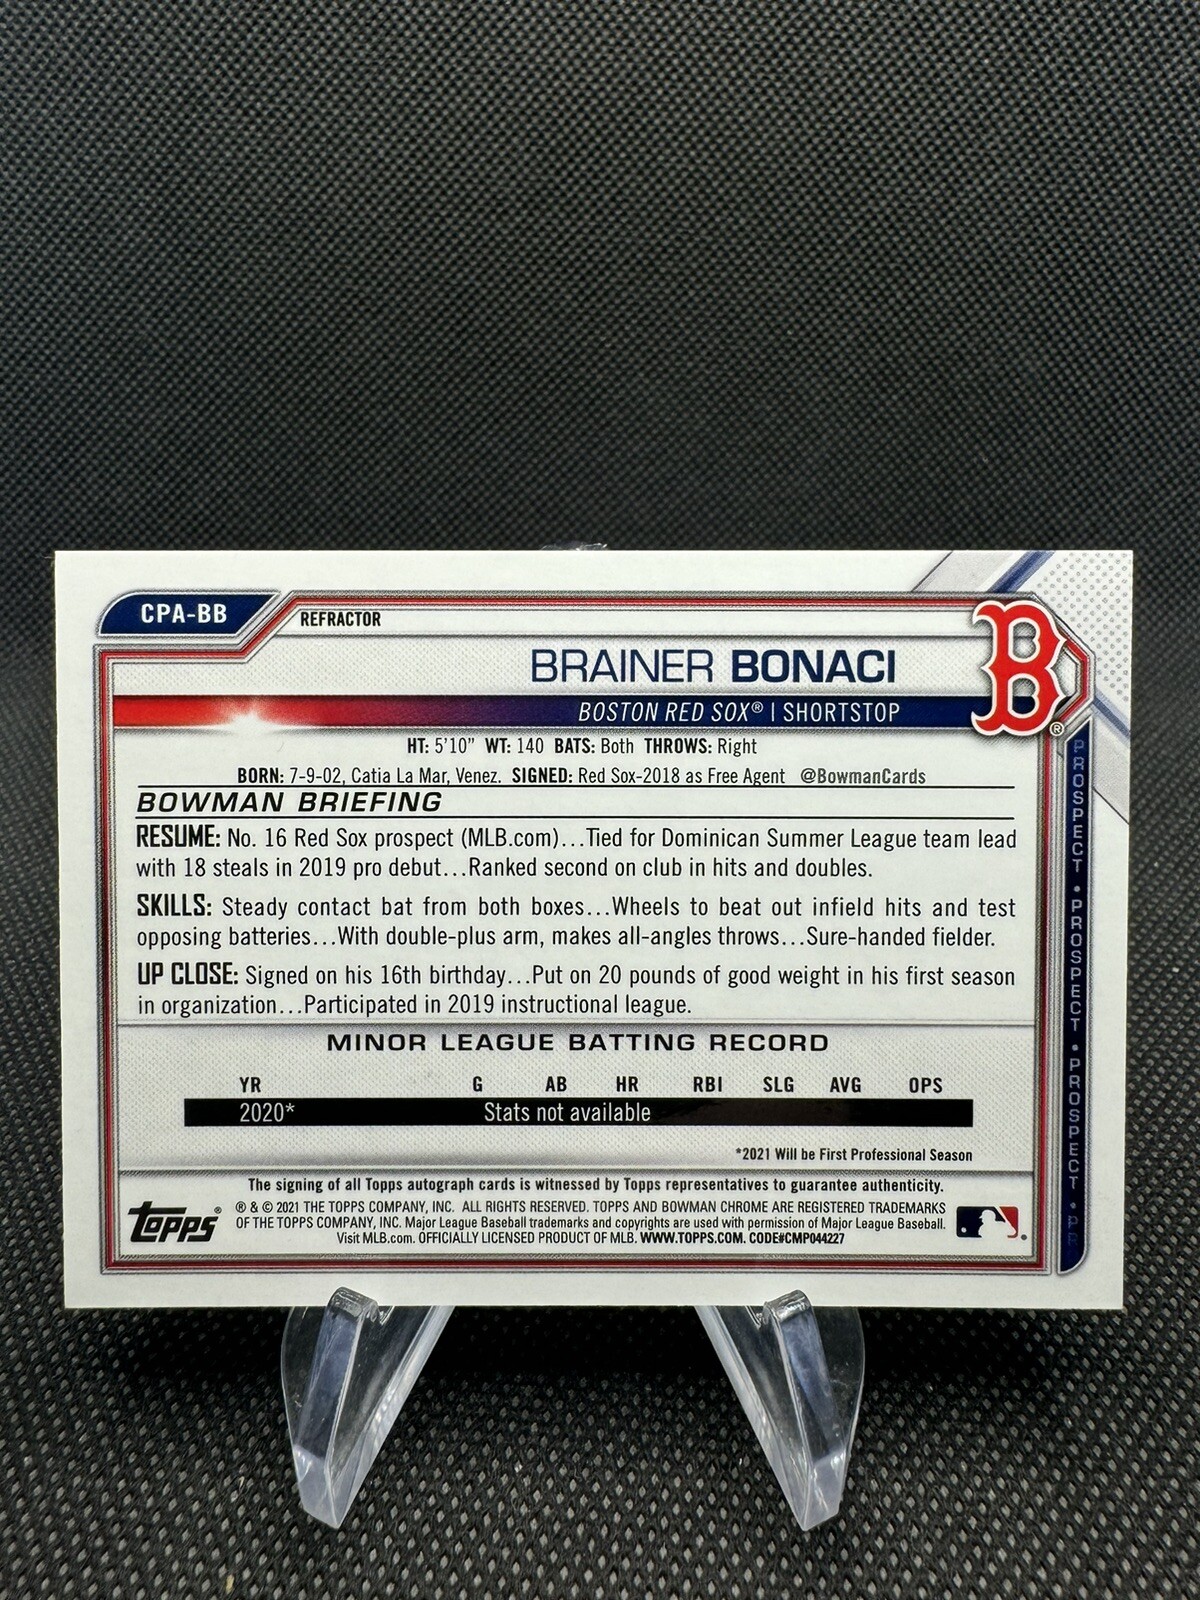 CPA-BB
REFRACTOR
BRAINER BONACI
BOSTON RED SOX® | SHORTSTOP
B
®
HT: 5'10" WT: 140 BATS: Both THROWS: Right
BORN: 7-9-02, Catia La Mar, Venez. SIGNED: Red Sox-2018 as Free Agent @BowmanCards
BOWMAN BRIEFING
RESUME: No. 16 Red Sox prospect (MLB.com)...Tied for Dominican Summer League team lead
with 18 steals in 2019 pro debut...Ranked second on club in hits and doubles.
SKILLS: Steady contact bat from both boxes...Wheels to beat out infield hits and test
opposing batteries...With double-plus arm, makes all-angles throws...Sure-handed fielder.
UP CLOSE: Signed on his 16th birthday...Put on 20 pounds of good weight in his first season
in organization...Participated in 2019 instructional league.
MINOR LEAGUE BATTING RECORD
YR G AB HR RBI SLG AVG OPS
2020* Stats not available
*2021 Will be First Professional Season
The signing of all Topps autograph cards is witnessed by Topps representatives to guarantee authenticity.
topps®
® & © 2021 THE TOPPS COMPANY, INC. ALL RIGHTS RESERVED. TOPPS AND BOWMAN CHROME ARE REGISTERED TRADEMARKS
OF THE TOPPS COMPANY, INC. Major League Baseball trademarks and copyrights are used with permission of Major League Baseball.
Visit MLB.com. OFFICIALLY LICENSED PRODUCT OF MLB. WWW.TOPPS.COM. CODE#CMP044227
PROSPECT • PROSPECT • PROSPECT • PR